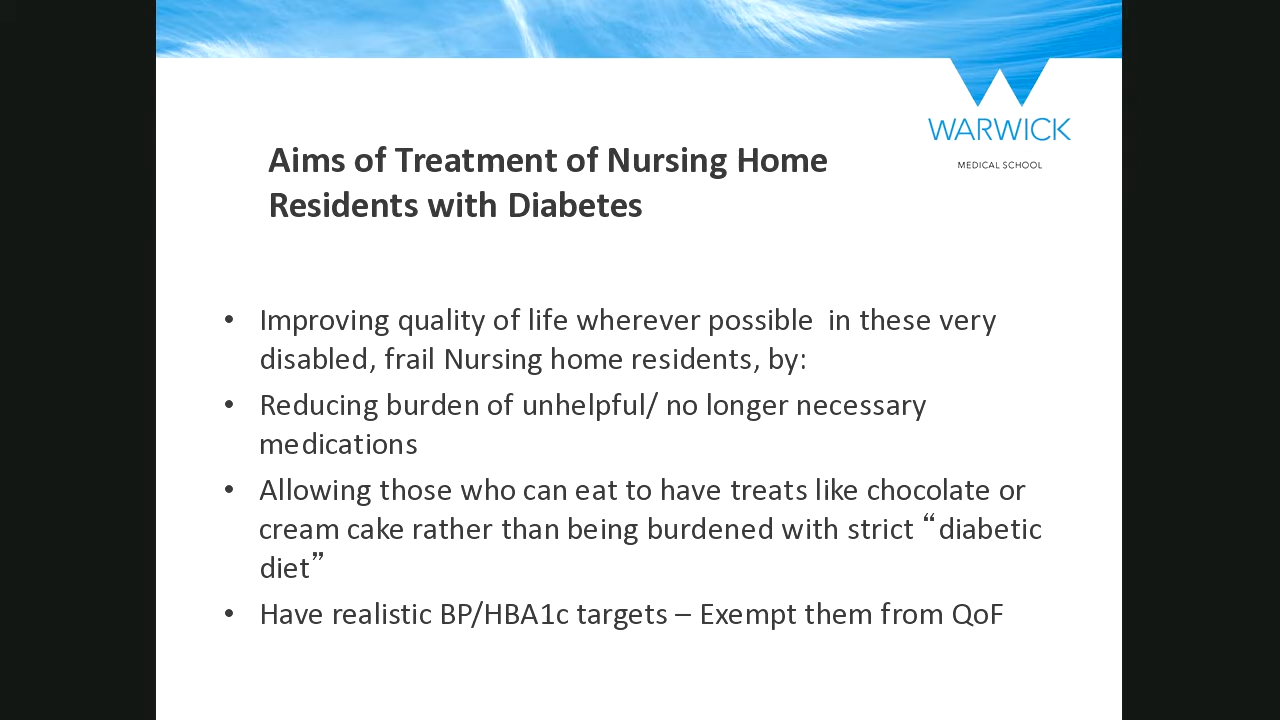 WARWICK
MEDICAL SCHOOL
Aims of Treatment of Nursing Home
Residents with Diabetes
• Improving quality of life wherever possible  in these very
disabled, frail Nursing home residents, by:
• Reducing burden of unhelpful/ no longer necessary
medications
• Allowing those who can eat to have treats like chocolate or
cream cake rather than being burdened with strict “diabetic
diet”
• Have realistic BP/HBA1c targets – Exempt them from QoF